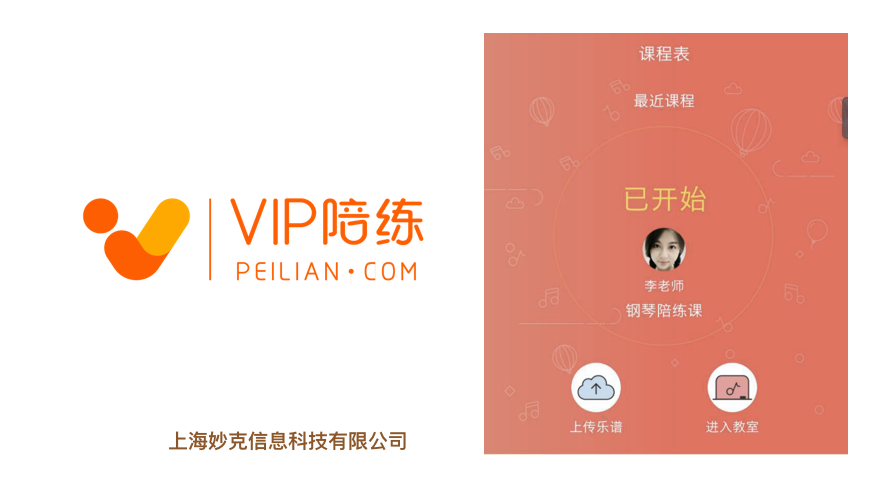 VIP陪练
PEILIAN·COM
上海妙克信息科技有限公司
课程表
最近课程
已开始
李老师
钢琴陪练课
上传乐谱
进入教室